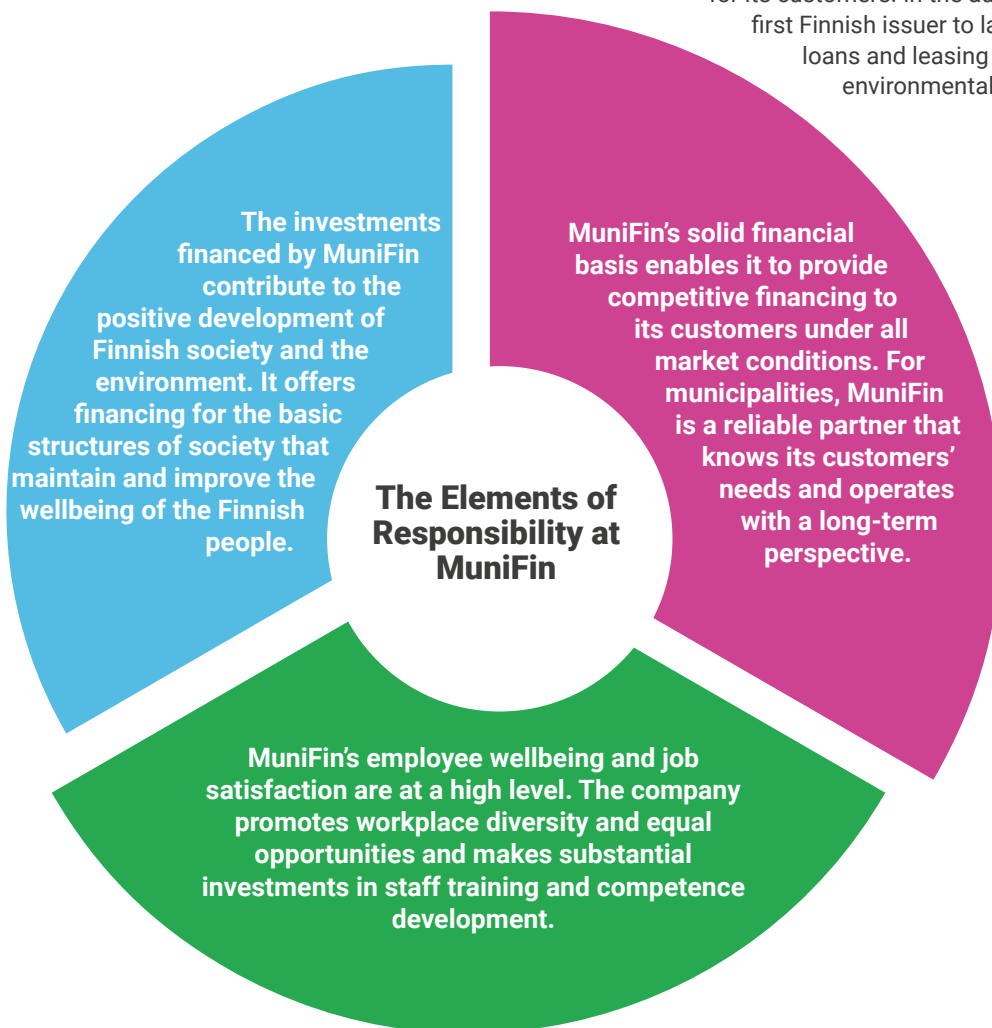 for its customers. In the
first Finnish issuer to
loans and leasing
environmental
The investments
financed by MuniFin
contribute to the
positive development of
Finnish society and the
environment. It offers
financing for the basic
structures of society that
maintain and improve the
wellbeing of the Finnish
people.
MuniFin’s solid financial
basis enables it to provide
competitive financing to
its customers under all
market conditions. For
municipalities, MuniFin
is a reliable partner that
knows its customers’
needs and operates
with a long-term
perspective.
The Elements of
Responsibility at
MuniFin
MuniFin’s employee wellbeing and job
satisfaction are at a high level. The company
promotes workplace diversity and equal
opportunities and makes substantial
investments in staff training and competence
development.